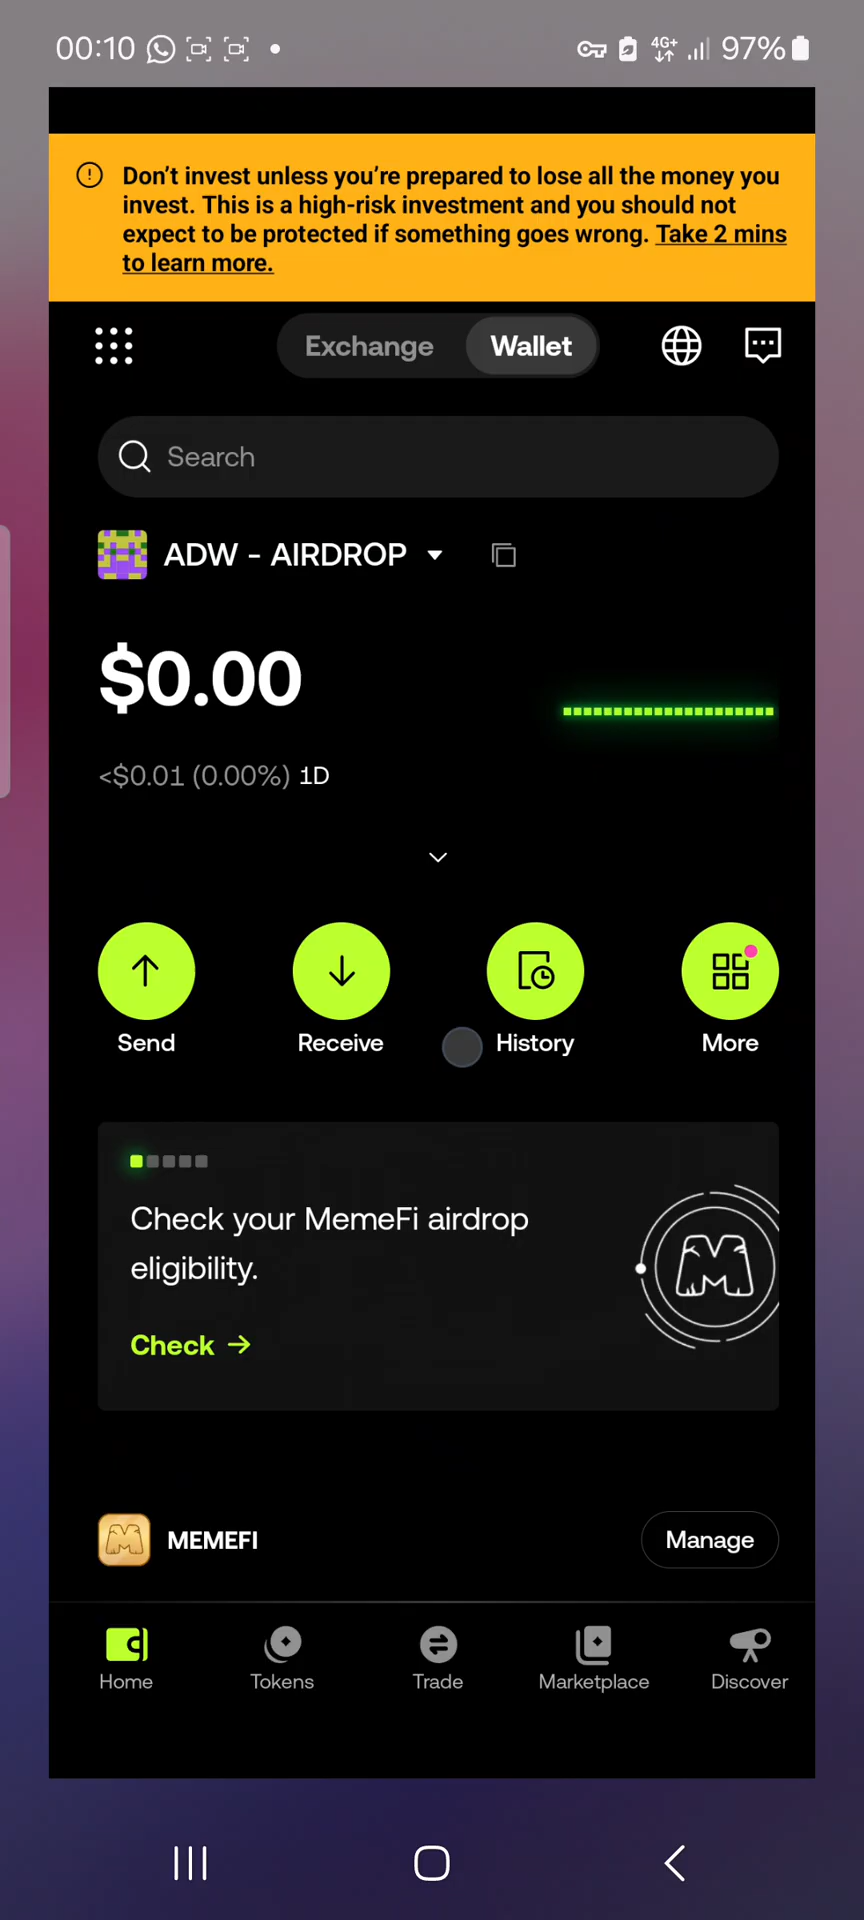 00:10
4G+
97%
Don't invest unless you're prepared to lose all the money you
invest. This is a high-risk investment and you should not
expect to be protected if something goes wrong. Take 2 mins
to learn more.
Exchange
Wallet
Search
ADW - AIRDROP
$0.00
<$0.01 (0.00%) 1D
Send
Receive
History
More
Check your MemeFi airdrop
eligibility.
Check →
MEMEFI
Manage
Home
Tokens
Trade
Marketplace
Discover